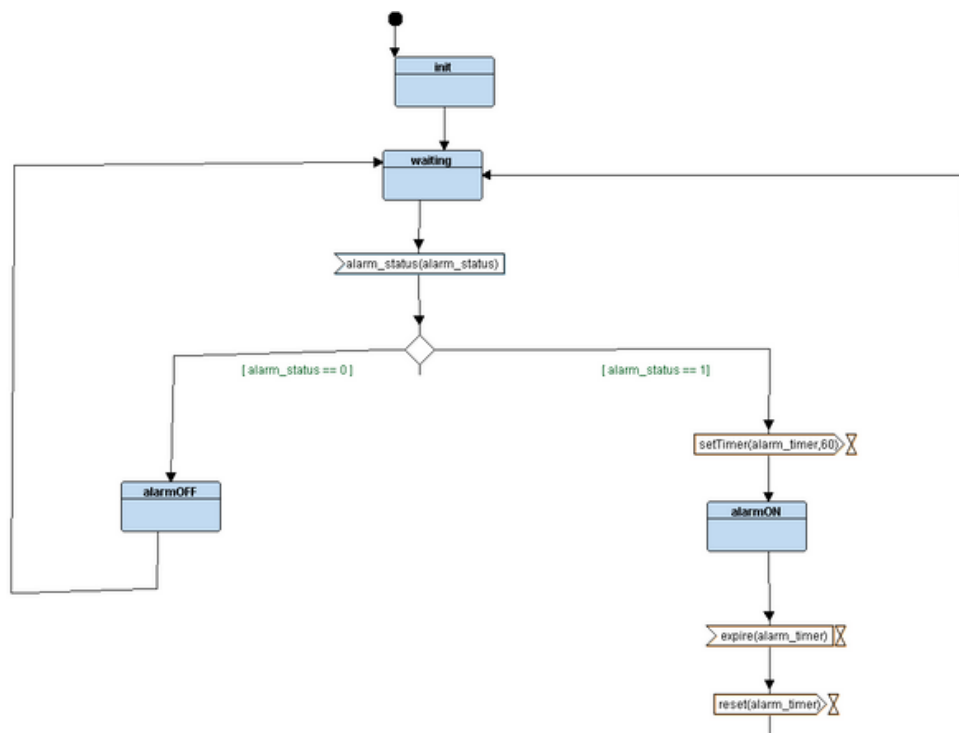 init
waiting
alarm_status(alarm_status)
[ alarm_status == 0 ]
[ alarm_status == 1]
setTimer(alarm_timer,60)
alarmOFF
alarmON
expire(alarm_timer)
reset(alarm_timer)